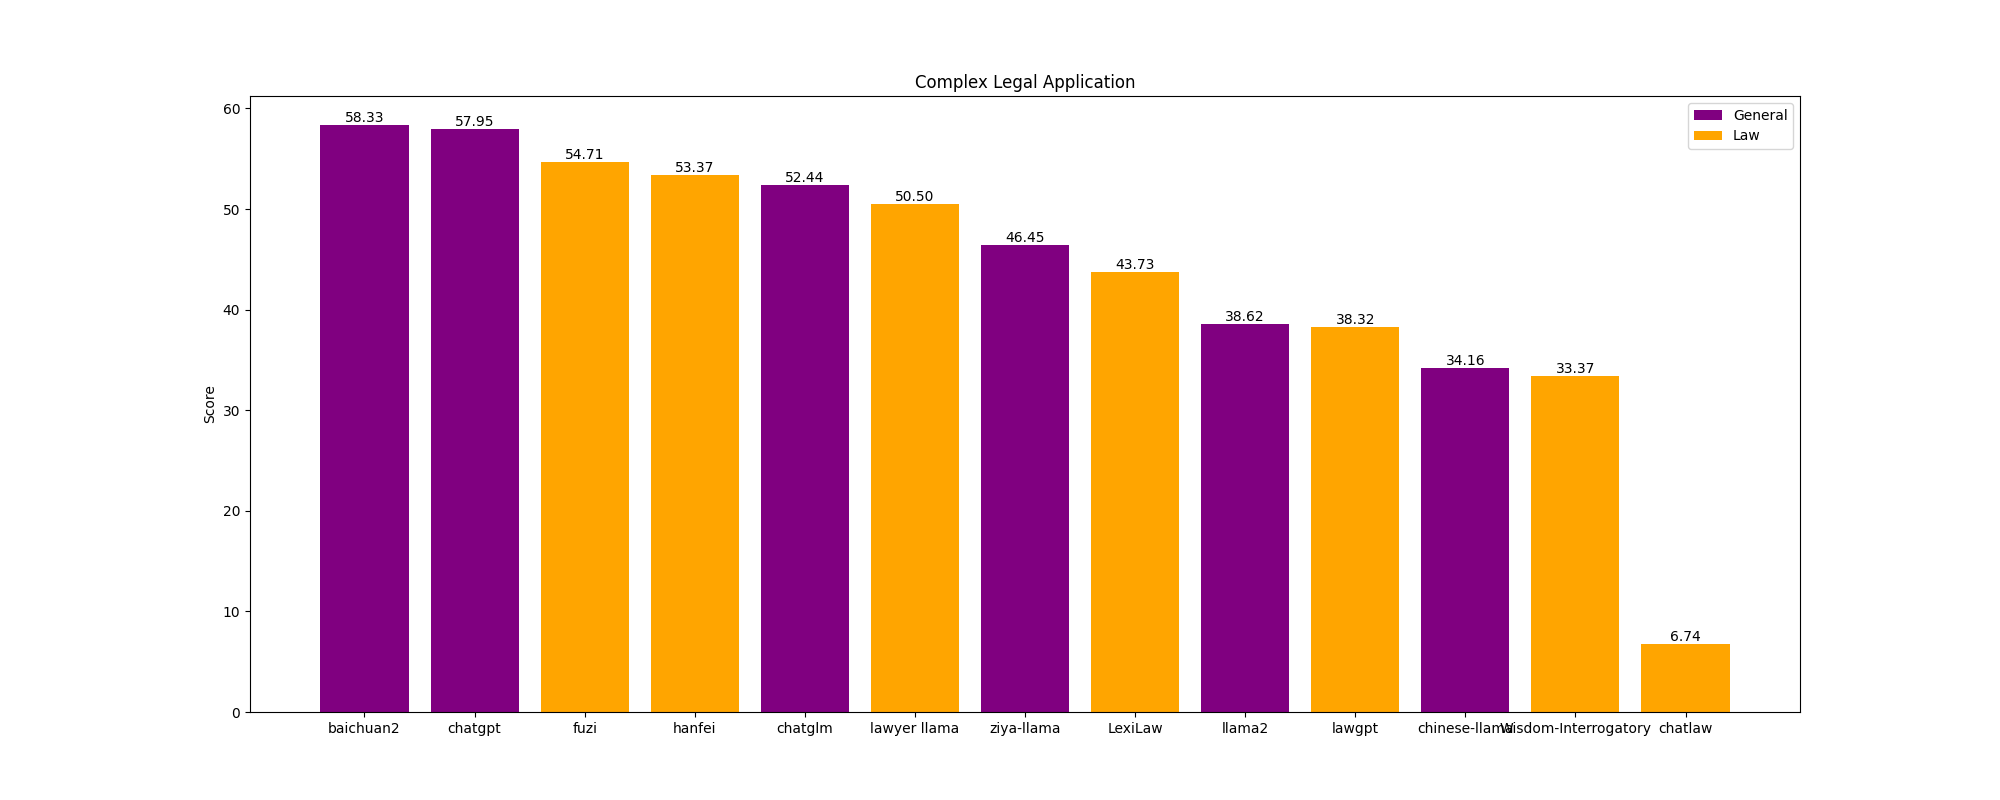 Complex Legal Application
General
Law
Score
60
50
40
30
20
10
0
58.33
57.95
54.71
53.37
52.44
50.50
46.45
43.73
38.62
38.32
34.16
33.37
6.74
baichuan2
chatgpt
fuzi
hanfei
chatglm
lawyer llama
ziya-llama
LexiLaw
llama2
lawgpt
chinese-llama
Wisdom-Interrogatory
chatlaw